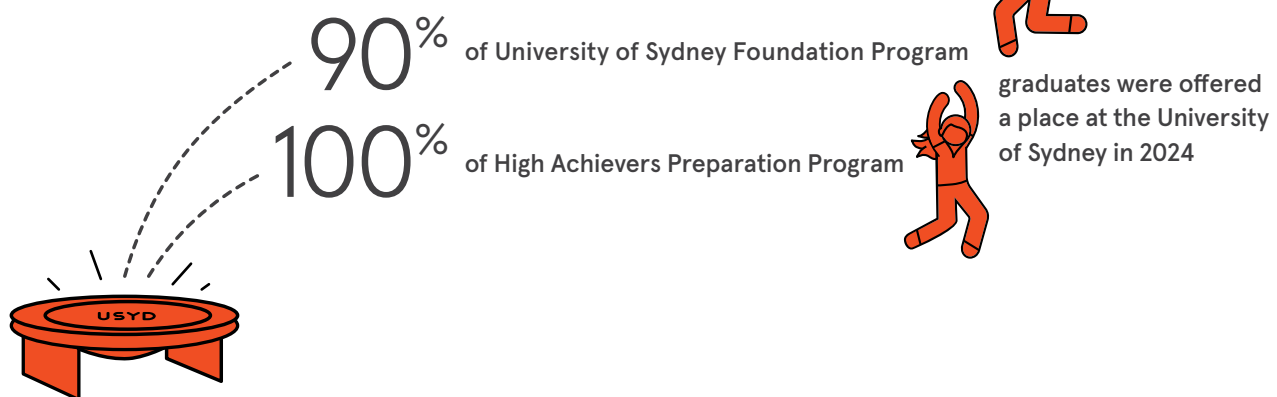 90% of University of Sydney Foundation Program
100% of High Achievers Preparation Program
graduates were offered
a place at the University
of Sydney in 2024
USYD